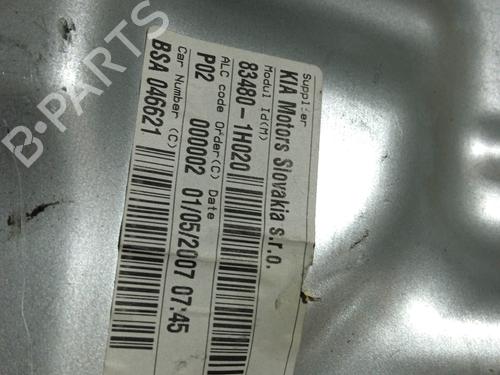 Supplier
KIA Motors Slovakia s.r.o.
Modul Id(M)
83480-1H020
ALC code Order(C) Date
P02 000002 01/05/2007 07:45
Car Number (C)
BSA 046621
B-PARTS